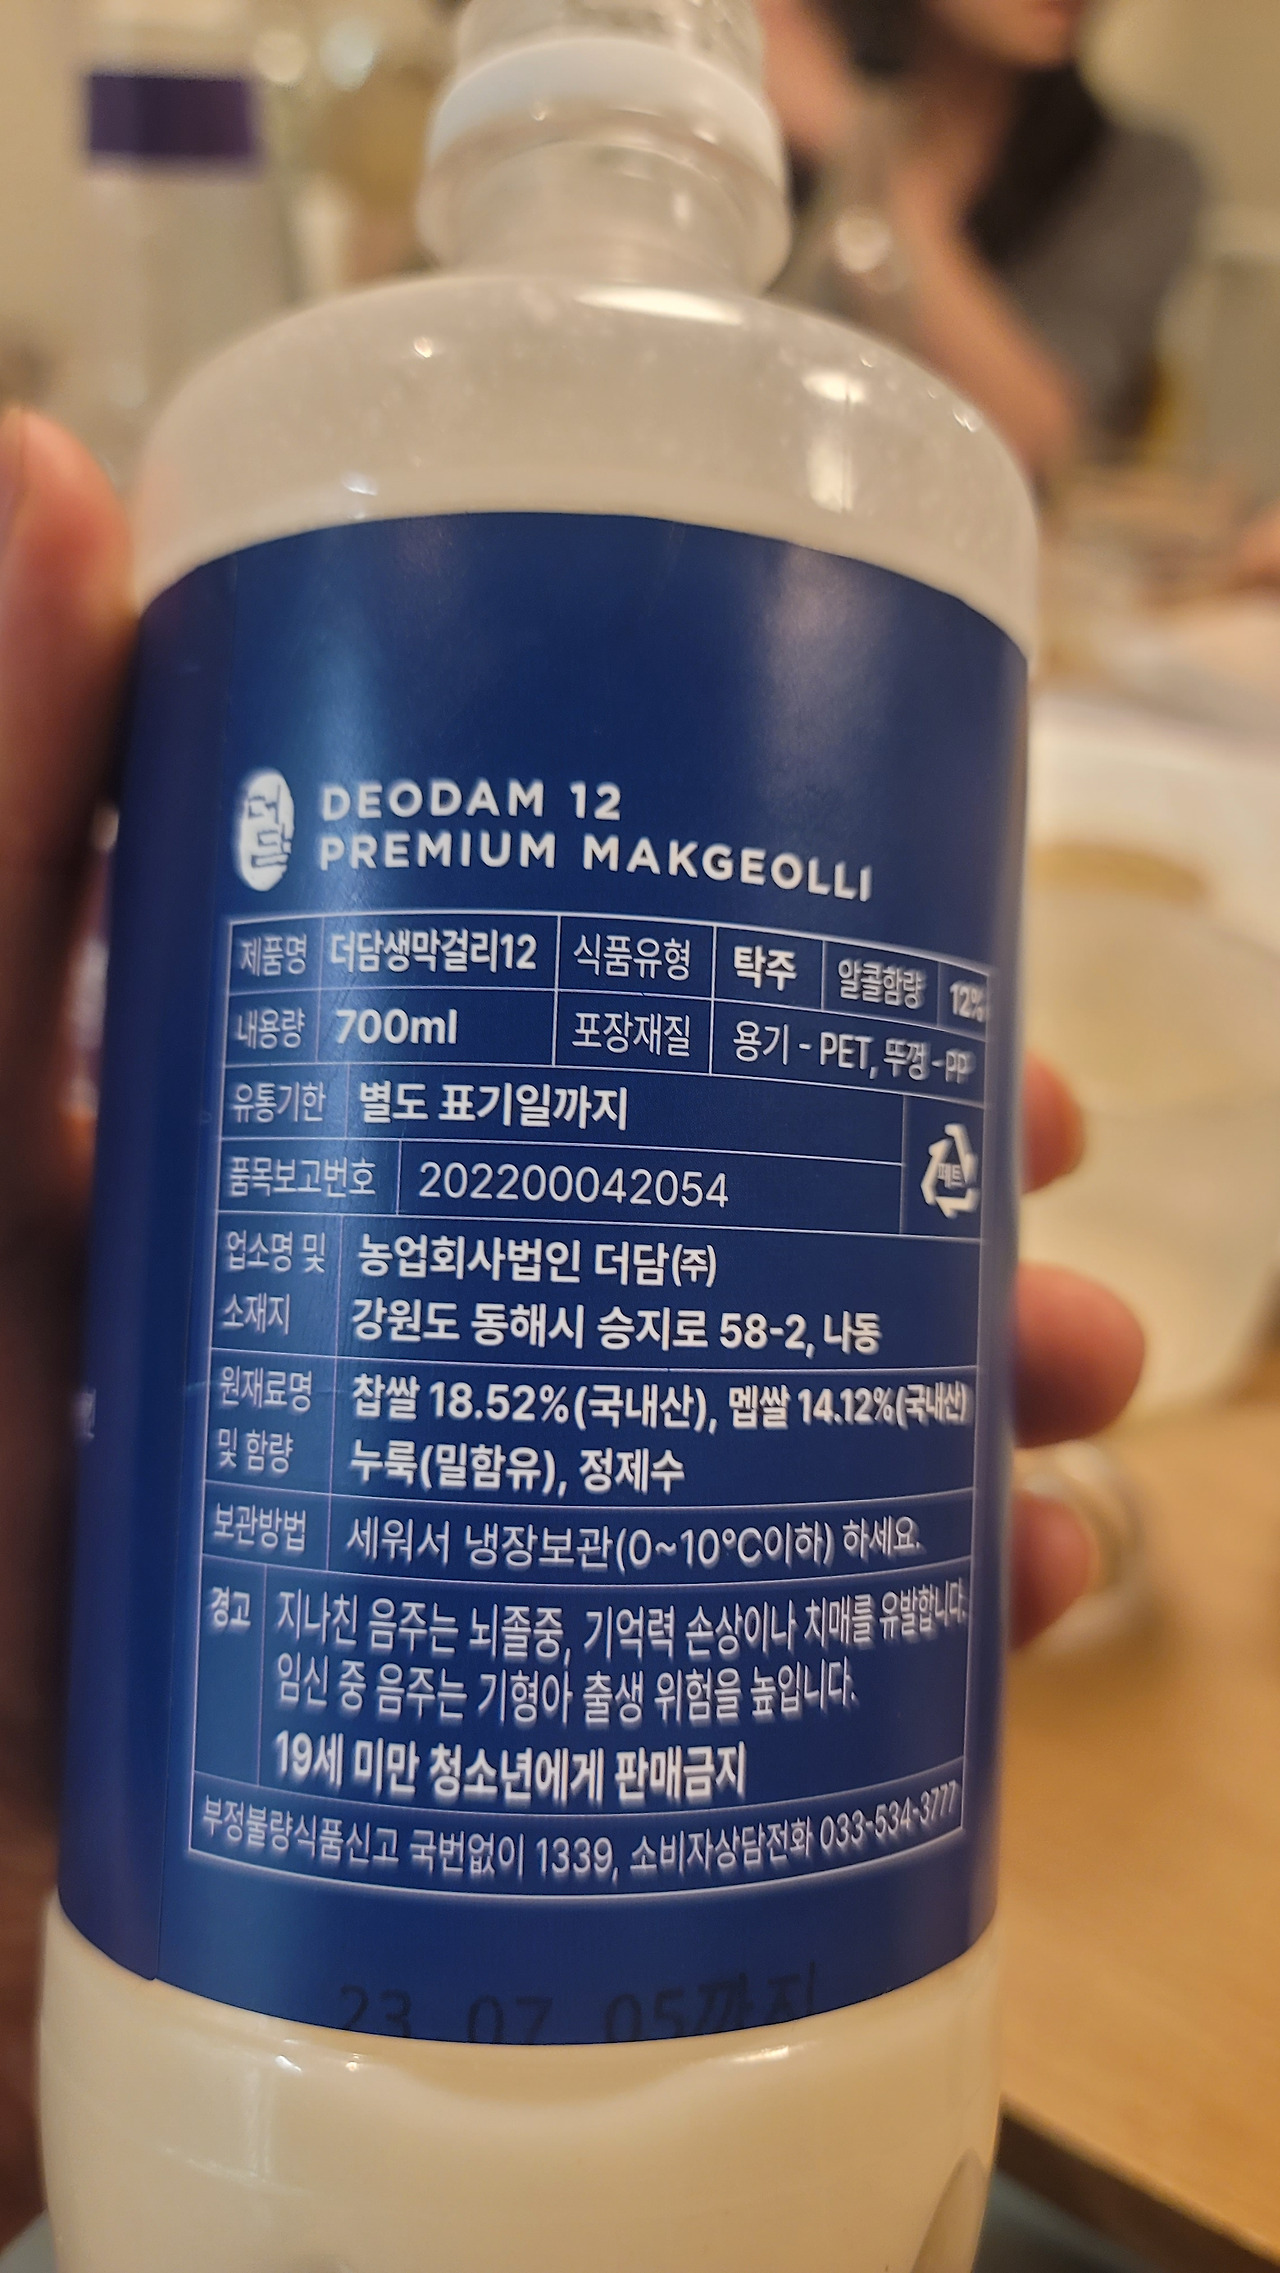 더담
DEODAM 12
PREMIUM MAKGEOLLI
제품명 더담생막걸리12 식품유형 탁주 알콜함량 12%
내용량 700ml 포장재질 용기 - PET, 뚜껑 - PP
유통기한 별도 표기일까지
페트
품목보고번호 202200042054
업소명 및 농업회사법인 더담(주)
소재지 강원도 동해시 승지로 58-2, 나동
원재료명 찹쌀 18.52%(국내산), 멥쌀 14.12%(국내산)
및 함량 누룩(밀함유), 정제수
보관방법 세워서 냉장보관(0~10°C이하) 하세요.
경고 지나친 음주는 뇌졸중, 기억력 손상이나 치매를 유발합니다.
임신 중 음주는 기형아 출생 위험을 높입니다.
19세 미만 청소년에게 판매금지
부정불량식품신고 국번없이 1339, 소비자상담전화 033-534-3777
23 07 05까지